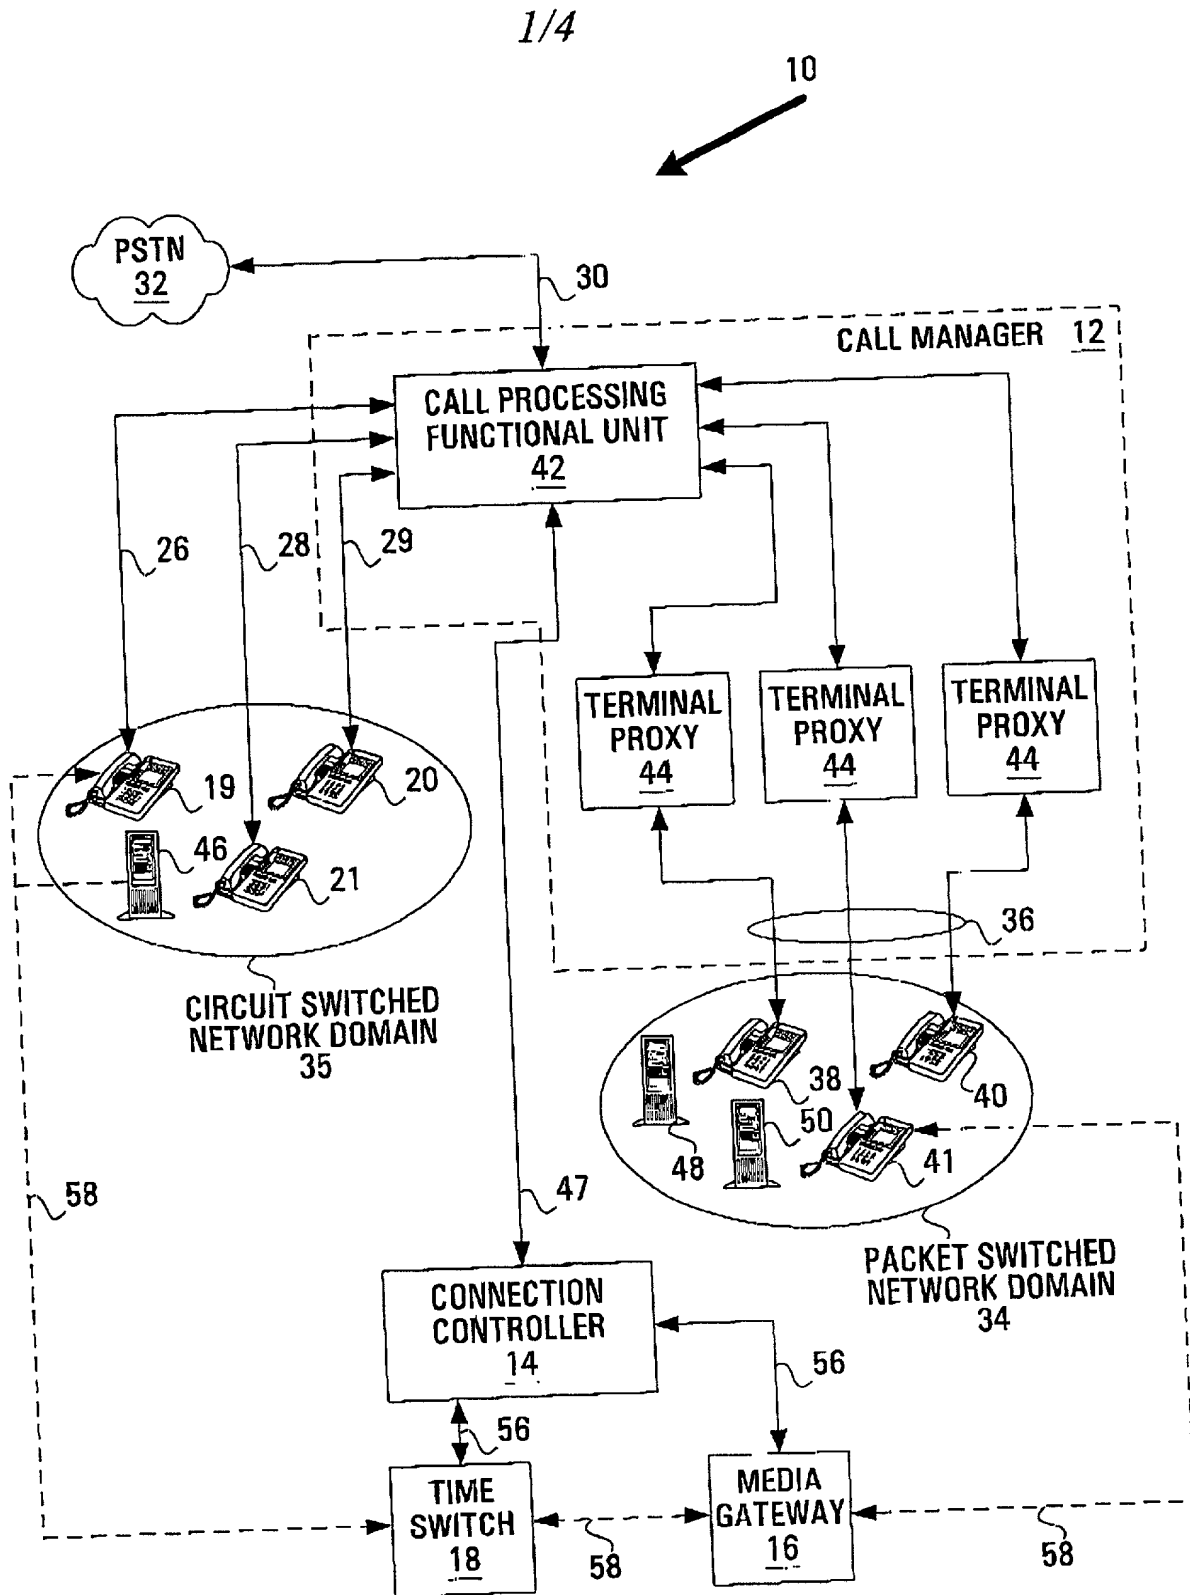 1/4
10
PSTN
32
30
CALL MANAGER 12
CALL PROCESSING
FUNCTIONAL UNIT
42
26
28
29
TERMINAL
PROXY
44
TERMINAL
PROXY
44
TERMINAL
PROXY
44
19
20
46
21
36
CIRCUIT SWITCHED
NETWORK DOMAIN
35
38
40
50
48
41
58
47
PACKET SWITCHED
NETWORK DOMAIN
34
CONNECTION
CONTROLLER
14
56
56
TIME
SWITCH
18
MEDIA
GATEWAY
16
58
58